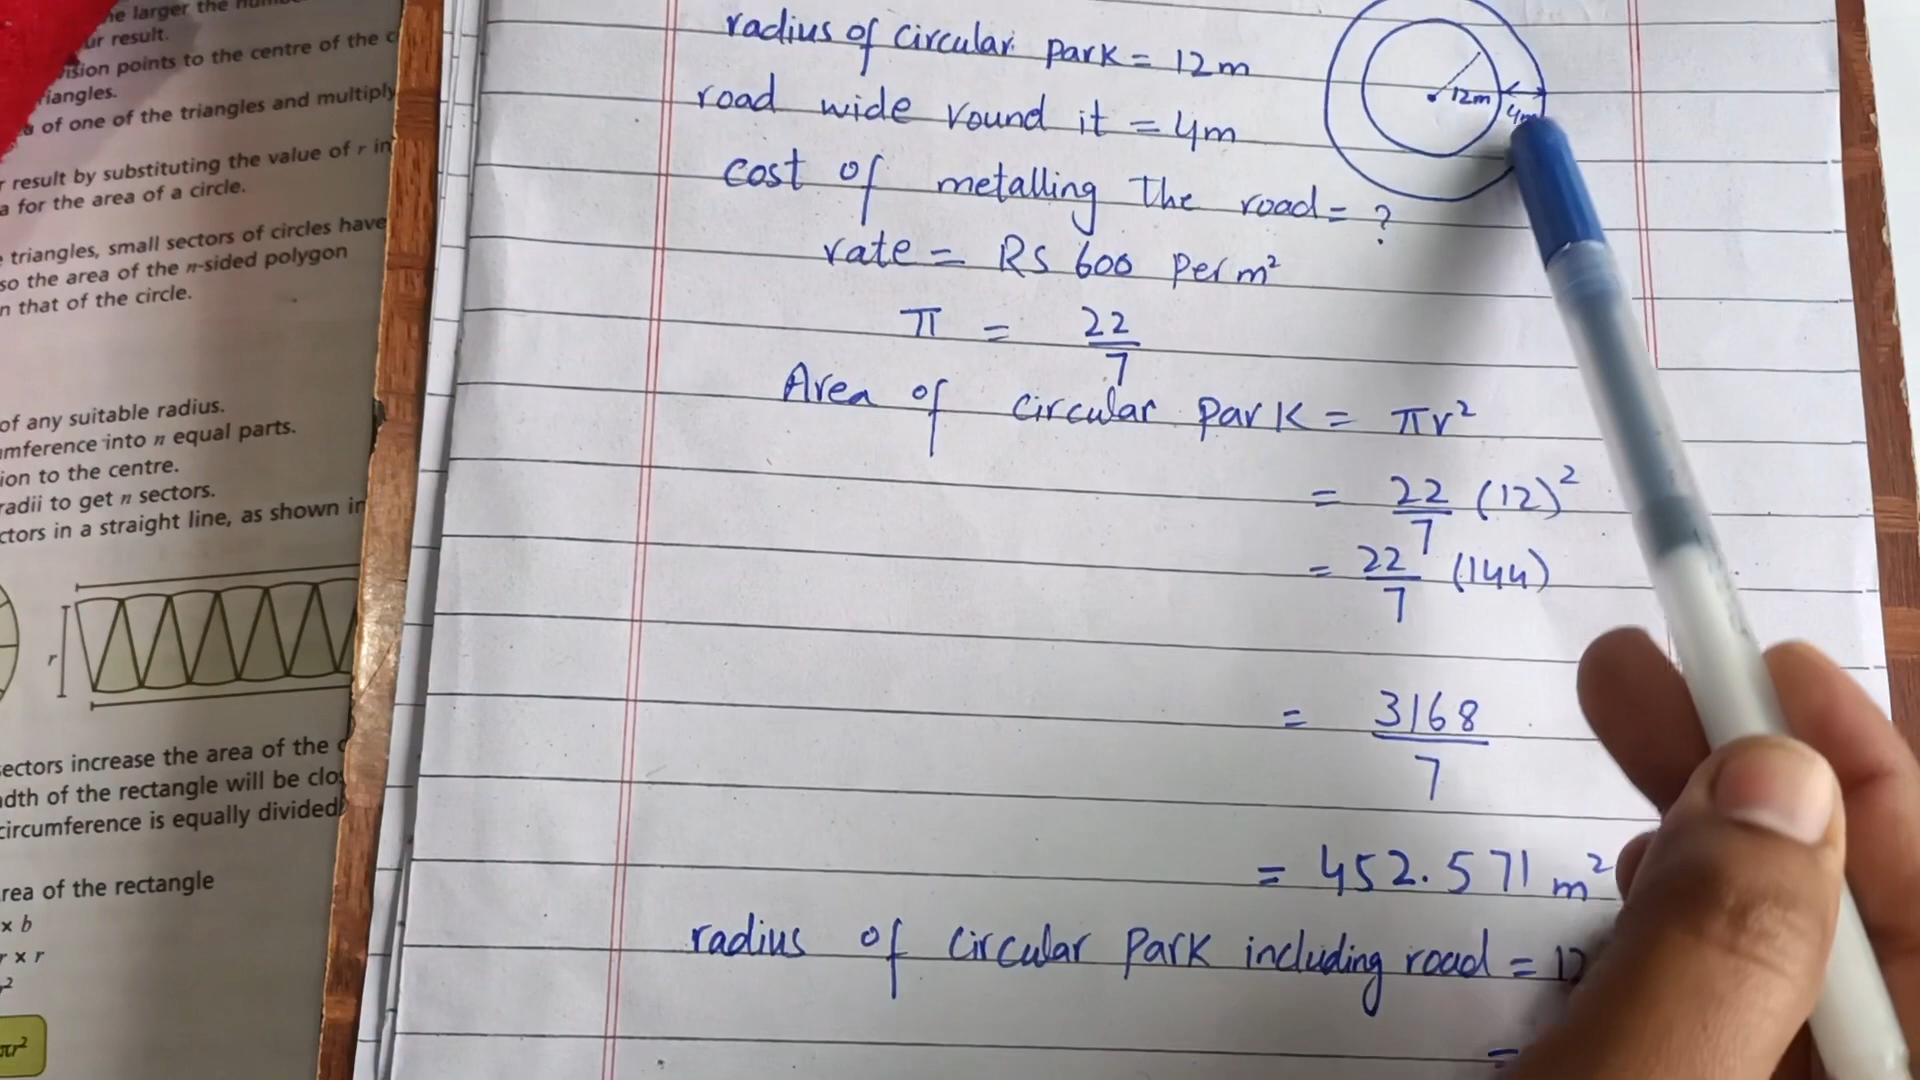 he larger the
ur result.
ision points to the centre of the c
riangles.
of one of the triangles and multiply
r result by substituting the value of r in
a for the area of a circle.
triangles, small sectors of circles have
so the area of the n-sided polygon
n that of the circle.
of any suitable radius.
mference into n equal parts.
ion to the centre.
radii to get n sectors.
ctors in a straight line, as shown in
r
sectors increase the area of the
adth of the rectangle will be clos
circumference is equally divided
rea of the rectangle
x b
r x r
πr²
radius of circular park = 12m
road wide round it = 4m
12m
4m
cost of metalling the road = ?
rate = RS 600 Per m²
π = 22/7
Area of circular park = πr²
= 22/7 (12)²
= 22/7 (144)
= 3168/7
= 452.571 m²
radius of circular park including road = 12
=